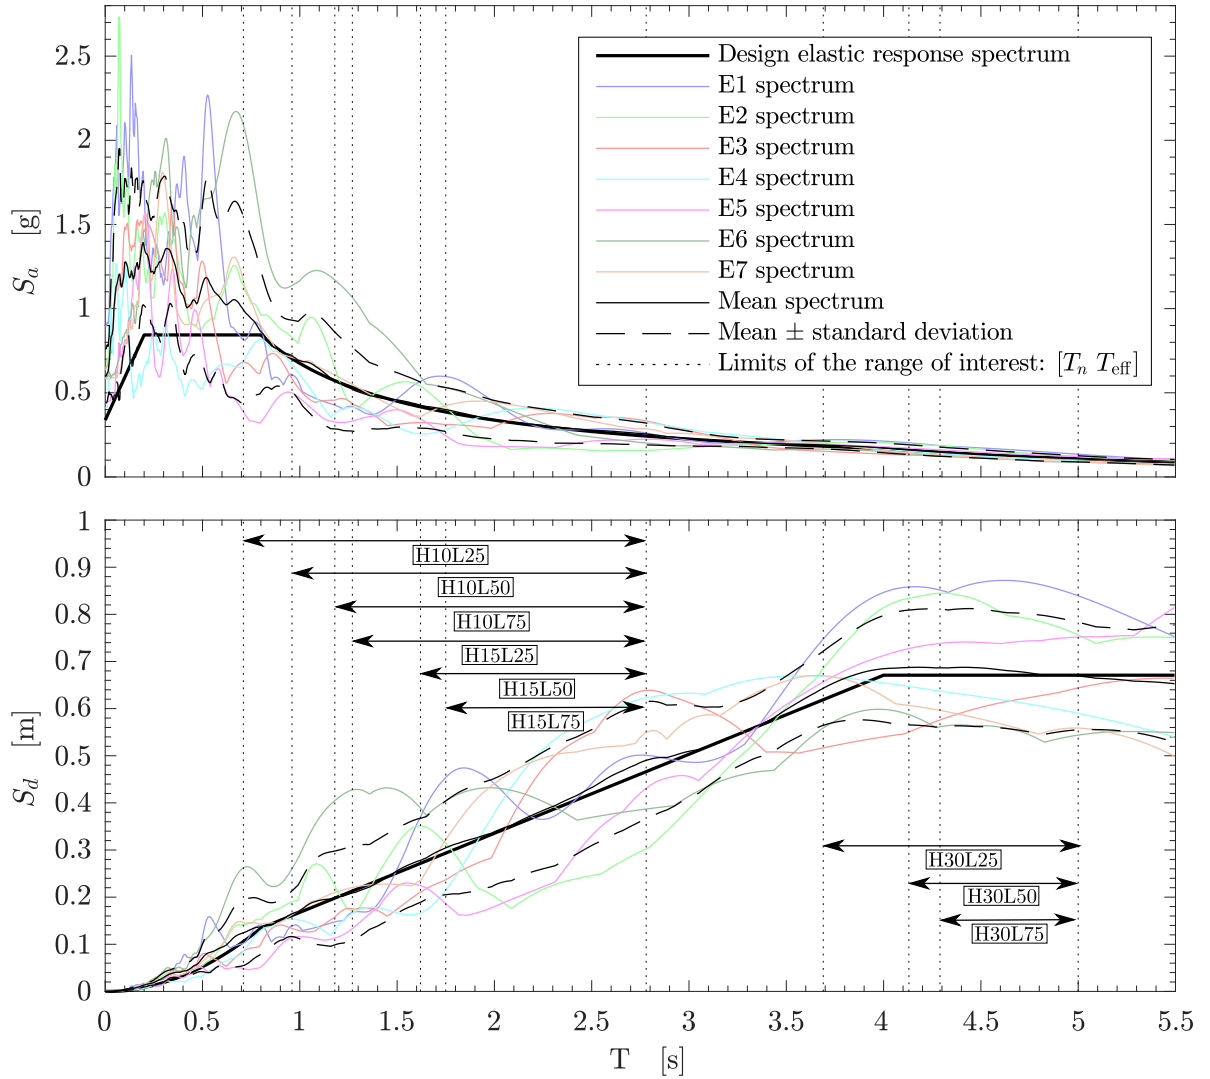 2.5
2
1.5
1
0.5
0
S_a [g]
Design elastic response spectrum
E1 spectrum
E2 spectrum
E3 spectrum
E4 spectrum
E5 spectrum
E6 spectrum
E7 spectrum
Mean spectrum
Mean ± standard deviation
Limits of the range of interest: [T_n T_eff]
1
0.9
0.8
0.7
0.6
0.5
0.4
0.3
0.2
0.1
0
S_d [m]
H10L25
H10L50
H10L75
H15L25
H15L50
H15L75
H30L25
H30L50
H30L75
0 0.5 1 1.5 2 2.5 3 3.5 4 4.5 5 5.5
T [s]